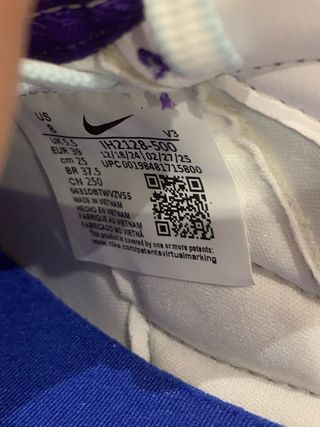 US 8 V3
UK 5.5 IH2128-500
EUR 39 12/18/24 02/27/25
cm 25 UPC 00198481715800
BR 37.5
CN 250
MADE IN VIETNAM
HECHO EN VIETNAM
FABRIQUÉ AU VIETNAM
FABRICADO NO VIETNÃ
This product is covered by one or more patents:
www.nike.com/patentsvirtualmarking